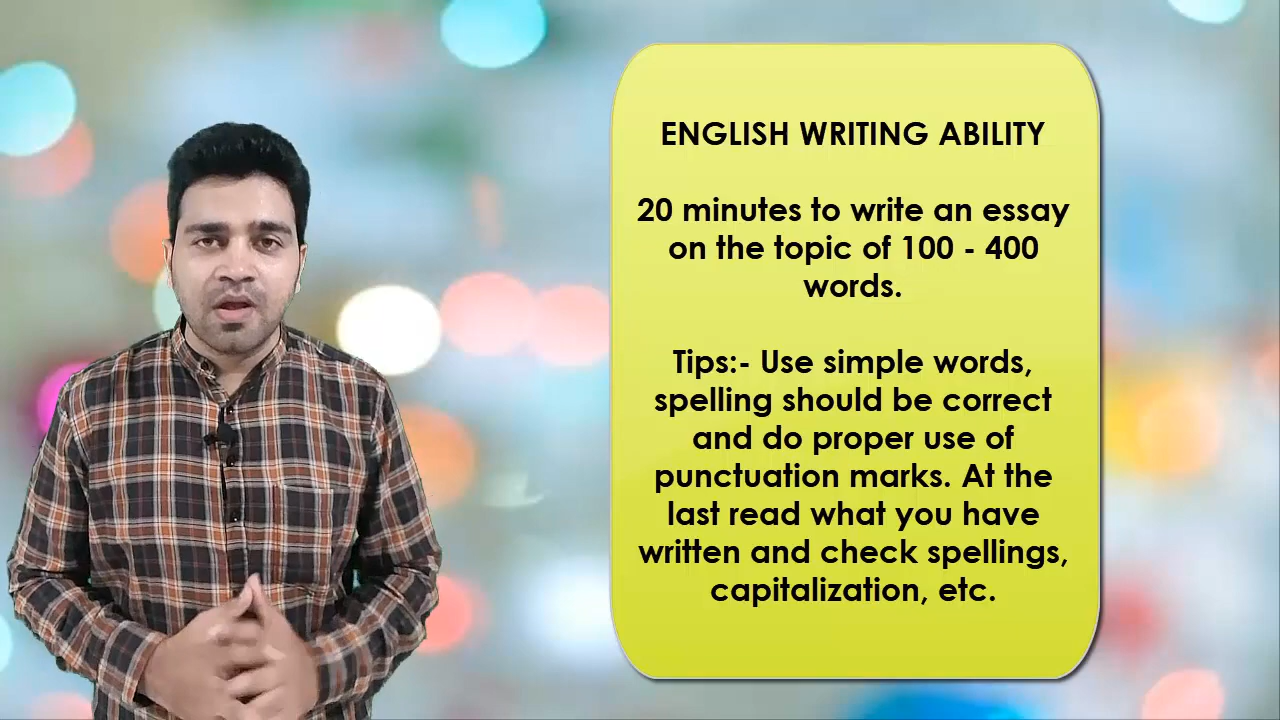 ENGLISH WRITING ABILITY
20 minutes to write an essay
on the topic of 100 - 400
words.
Tips:- Use simple words,
spelling should be correct
and do proper use of
punctuation marks. At the
last read what you have
written and check spellings,
capitalization, etc.